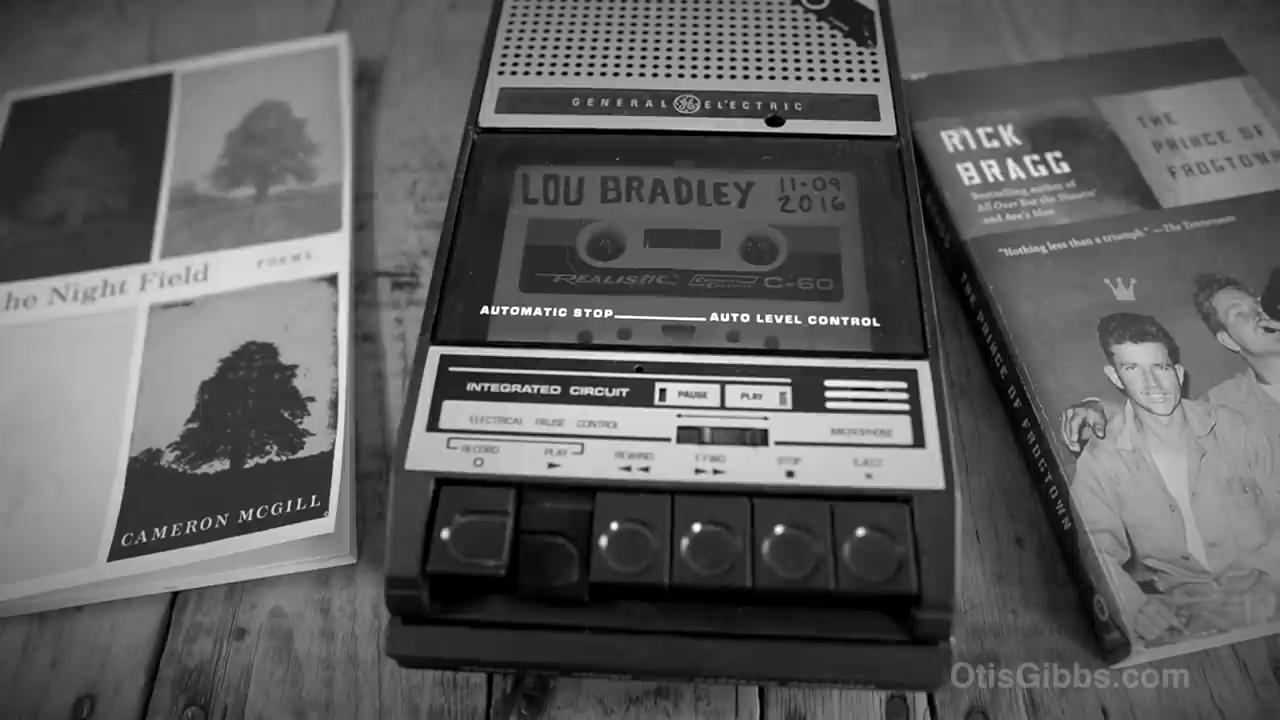 he Night Field
POEMS
CAMERON MCGILL
GENERAL GE ELECTRIC
LOU BRADLEY
11-09
2016
REALISTIC
C-60
AUTOMATIC STOP
AUTO LEVEL CONTROL
INTEGRATED CIRCUIT
PAUSE
PLAY
ELECTRICAL PAUSE CONTROL
MICROPHONE
RECORD
PLAY
REWIND
F.FWD
STOP
EJECT
RICK
BRAGG
Bestselling author of
All Over But the Shoutin'
and Ava's Man
THE
PRINCE OF
FROGTOWN
"Nothing less than a triumph." —The Tennessean
BRAGG
THE PRINCE OF FROGTOWN
OtisGibbs.com